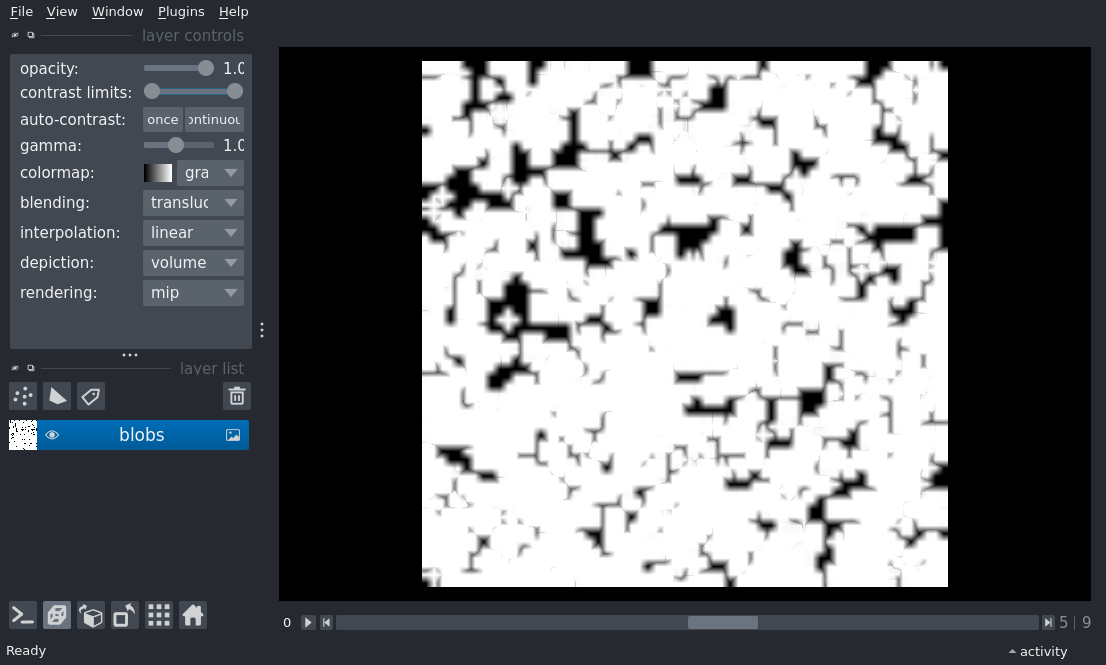 File View Window Plugins Help
layer controls
opacity: 1.0
contrast limits:
auto-contrast: once ontinuou
gamma: 1.0
colormap: gra
blending: transluc
interpolation: linear
depiction: volume
rendering: mip
layer list
blobs
0 5 | 9
Ready activity